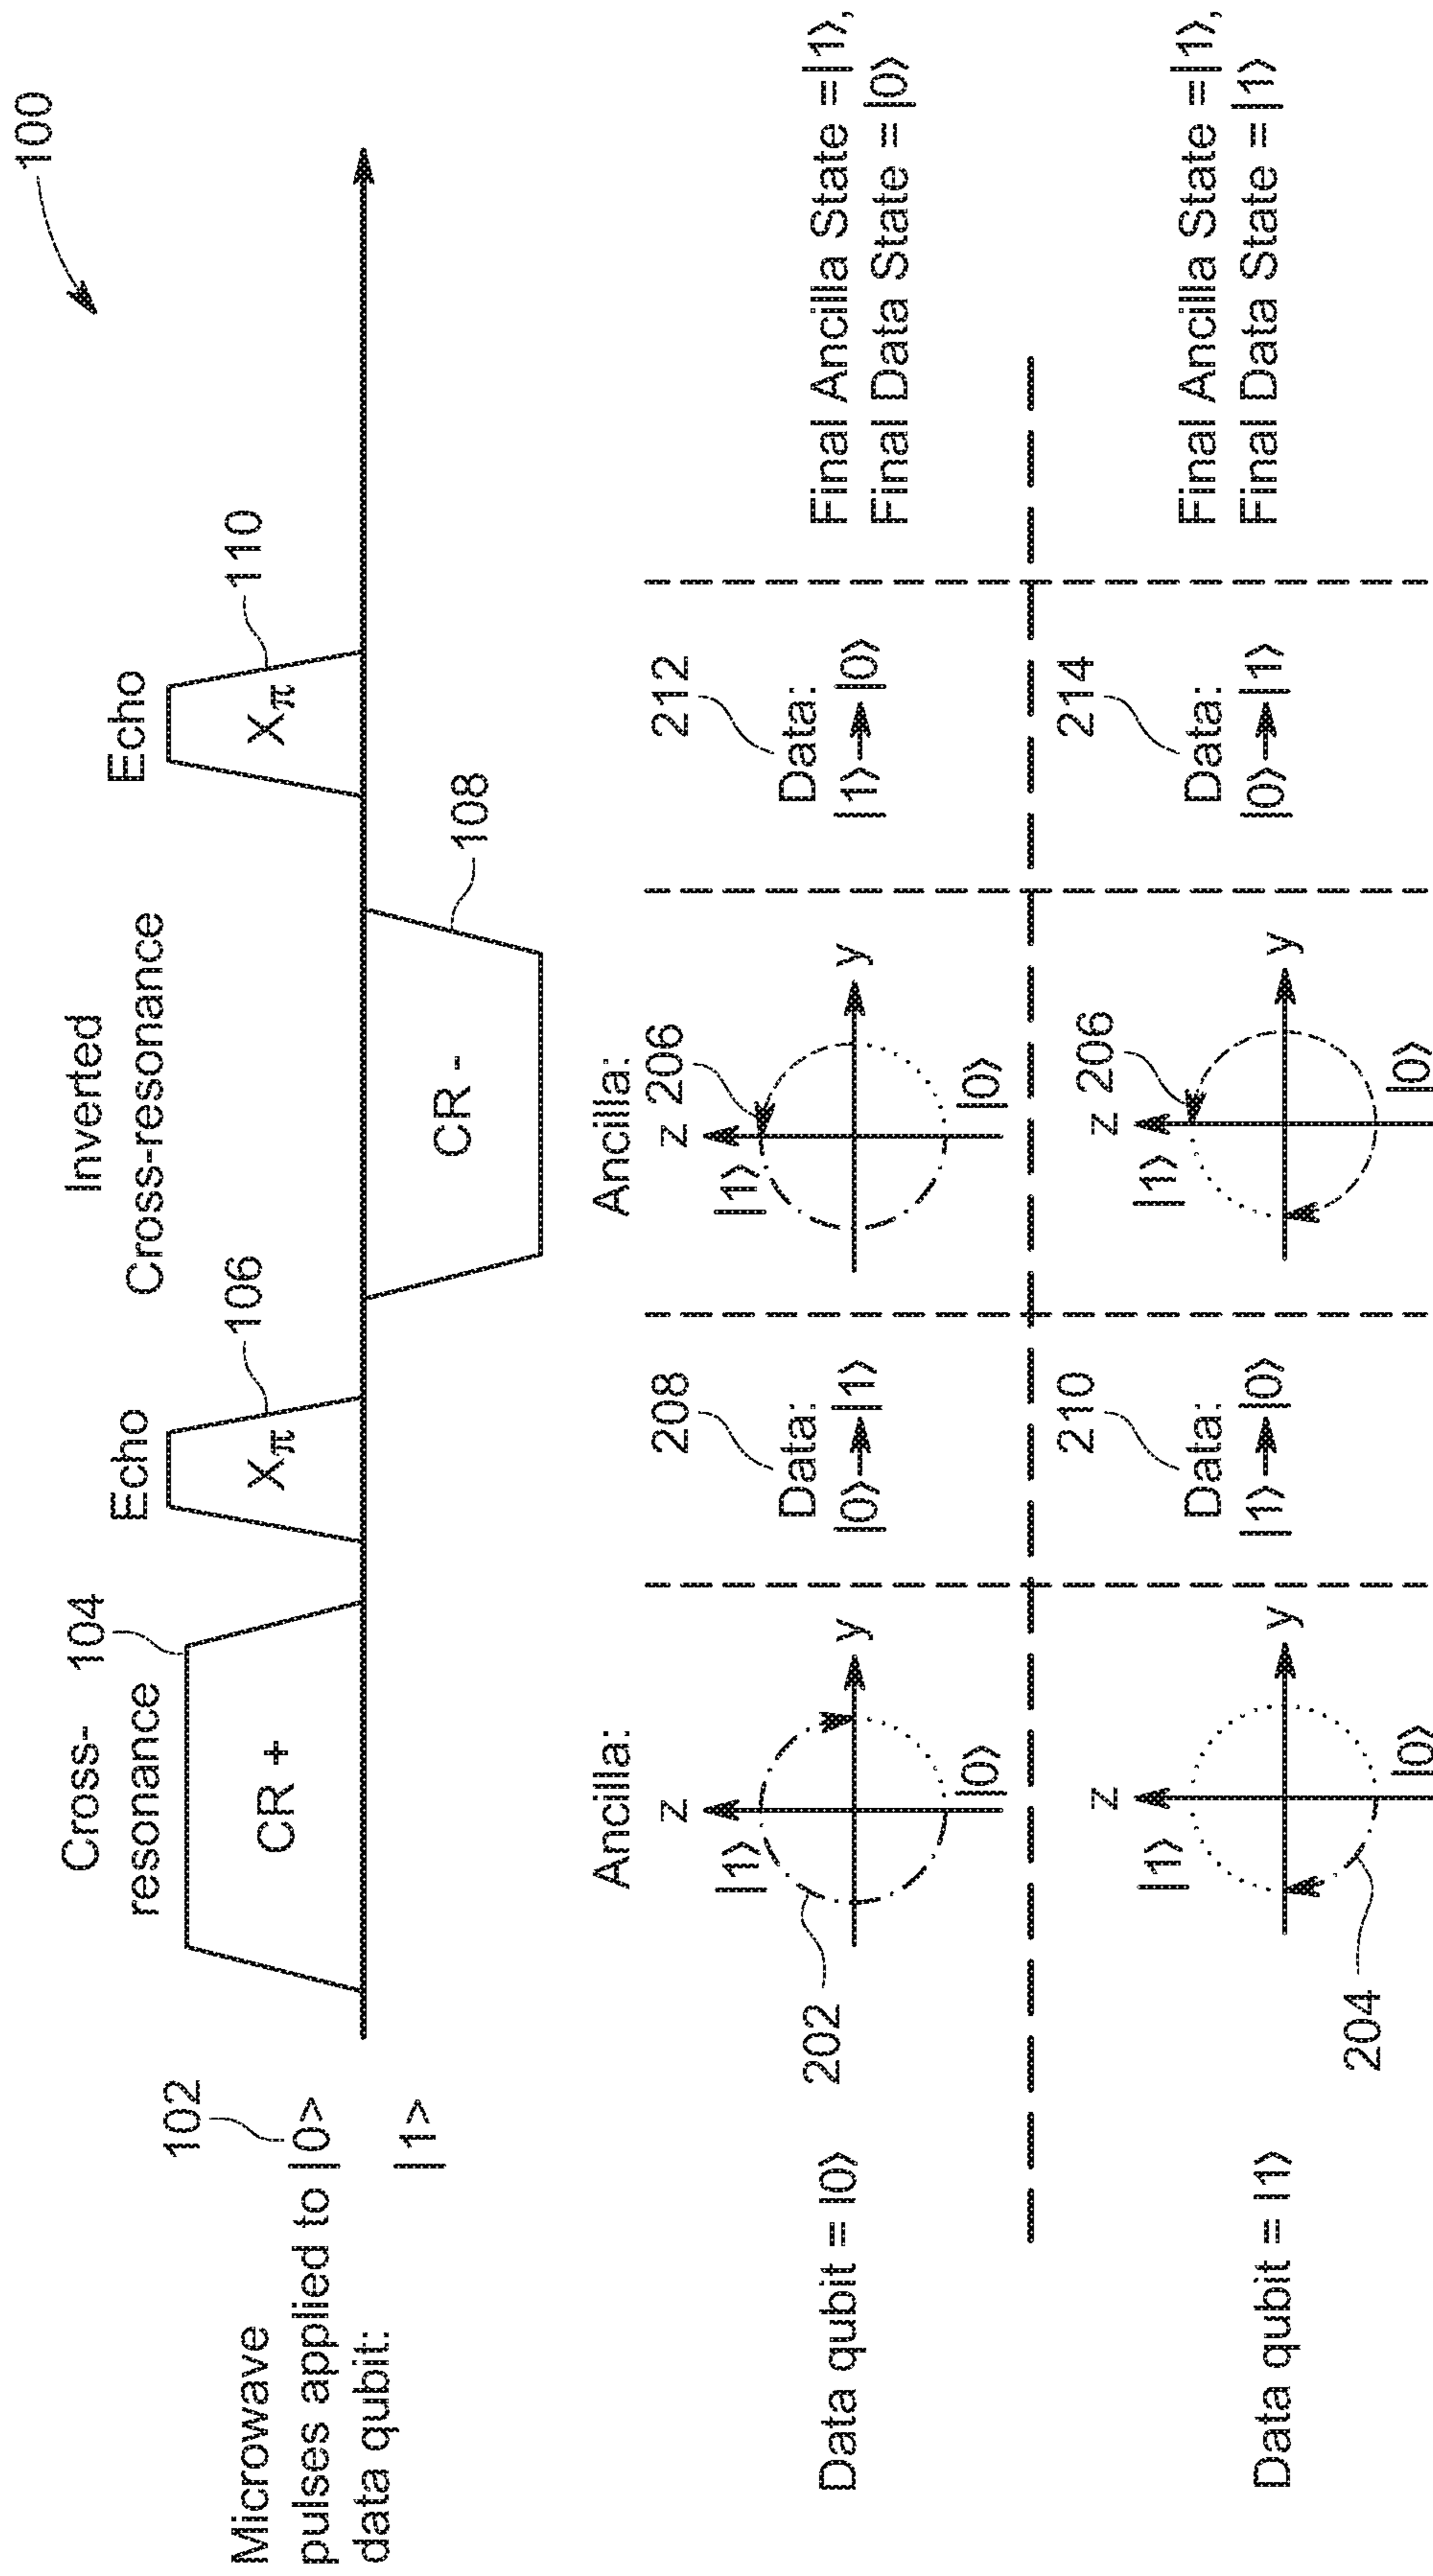 100
Cross-
resonance
104
Echo
106
Inverted
Cross-resonance
Echo
110
CR +
Xπ
CR -
108
Xπ
102
Microwave
pulses applied to |0>
data qubit:
|1>
Ancilla:
z
|1⟩
y
|0⟩
202
208
Data:
|0⟩→|1⟩
Ancilla:
206
z
|1⟩
y
|0⟩
212
Data:
|1⟩→|0⟩
Data qubit = I0⟩
Final Ancilla State =|1⟩,
Final Data State = |0⟩
z
|1⟩
y
|0⟩
204
210
Data:
|1⟩→|0⟩
206
z
|1⟩
y
|0⟩
214
Data:
|0⟩→|1⟩
Data qubit = I1⟩
Final Ancilla State =|1⟩,
Final Data State = |1⟩